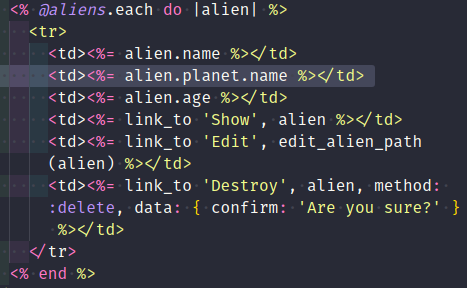 <% @aliens.each do |alien| %>
<tr>
<td><%= alien.name %></td>
<td><%= alien.planet.name %></td>
<td><%= alien.age %></td>
<td><%= link_to 'Show', alien %></td>
<td><%= link_to 'Edit', edit_alien_path
(alien) %></td>
<td><%= link_to 'Destroy', alien, method:
:delete, data: { confirm: 'Are you sure?' }
%></td>
</tr>
<% end %>